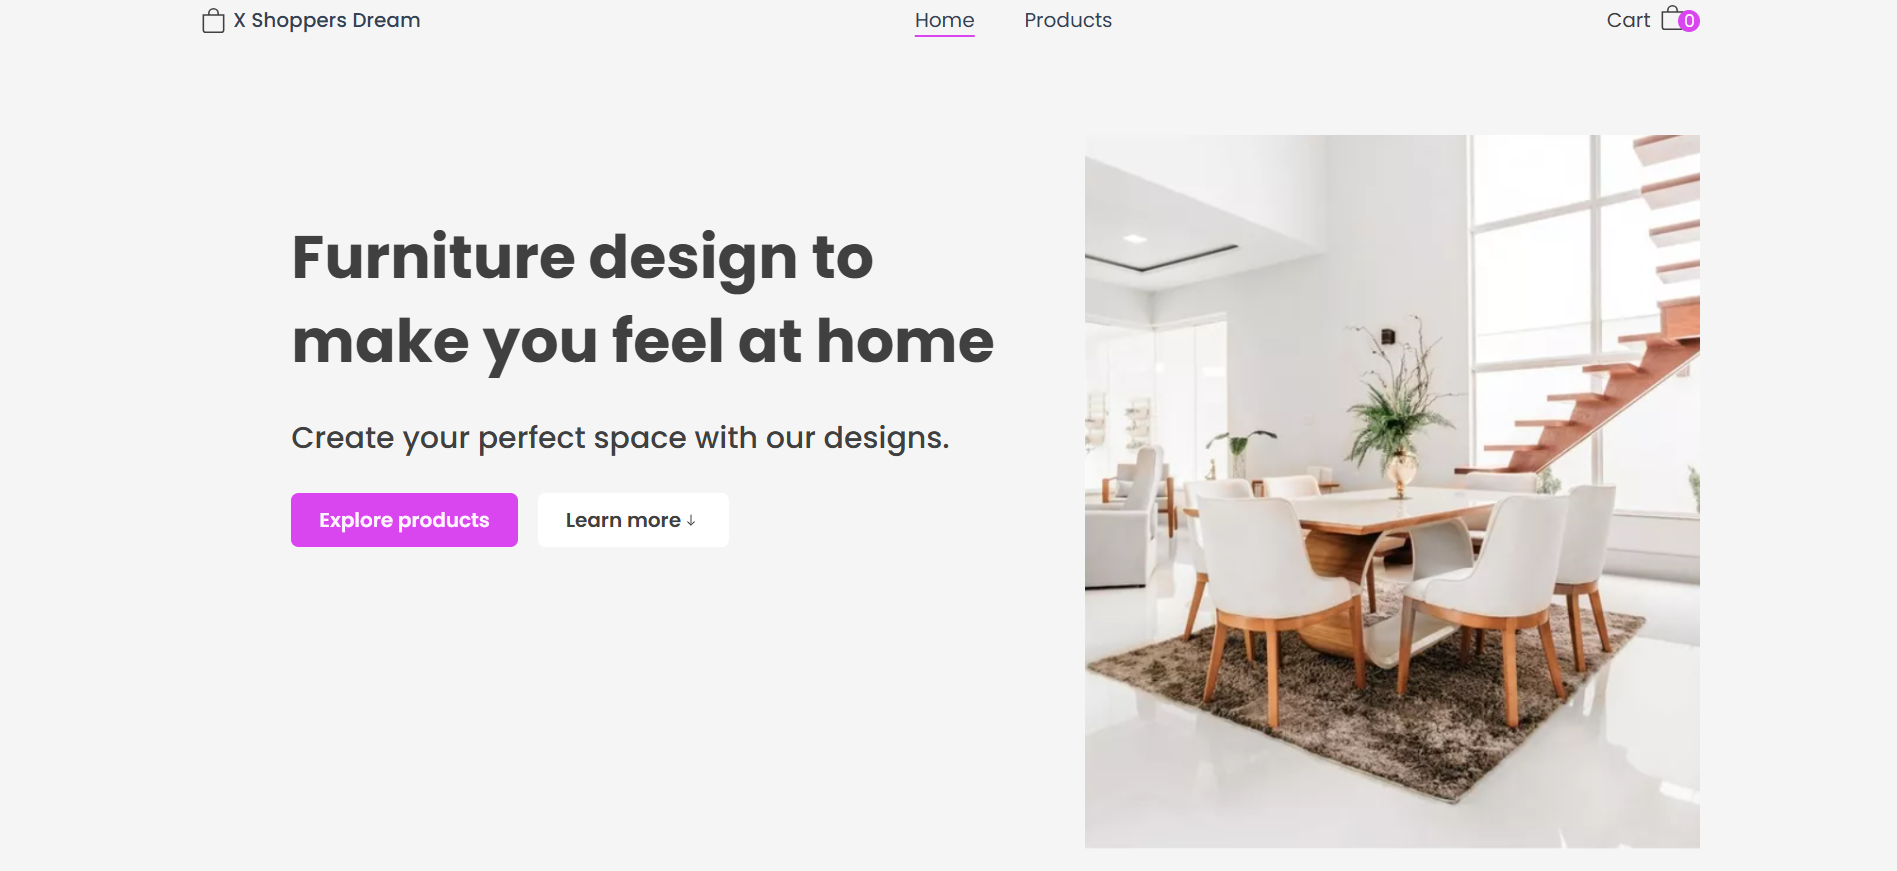 X Shoppers Dream
Home
Products
Cart
0
Furniture design to
make you feel at home
Create your perfect space with our designs.
Explore products
Learn more ↓